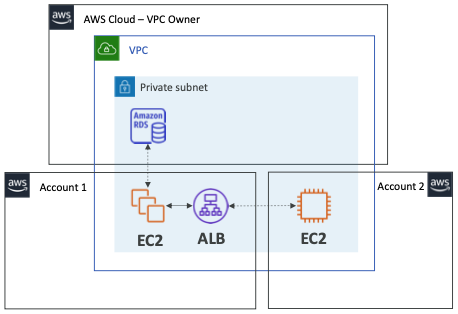 aws
AWS Cloud – VPC Owner
VPC
Private subnet
Amazon
RDS
aws
Account 1
Account 2
aws
EC2
ALB
EC2